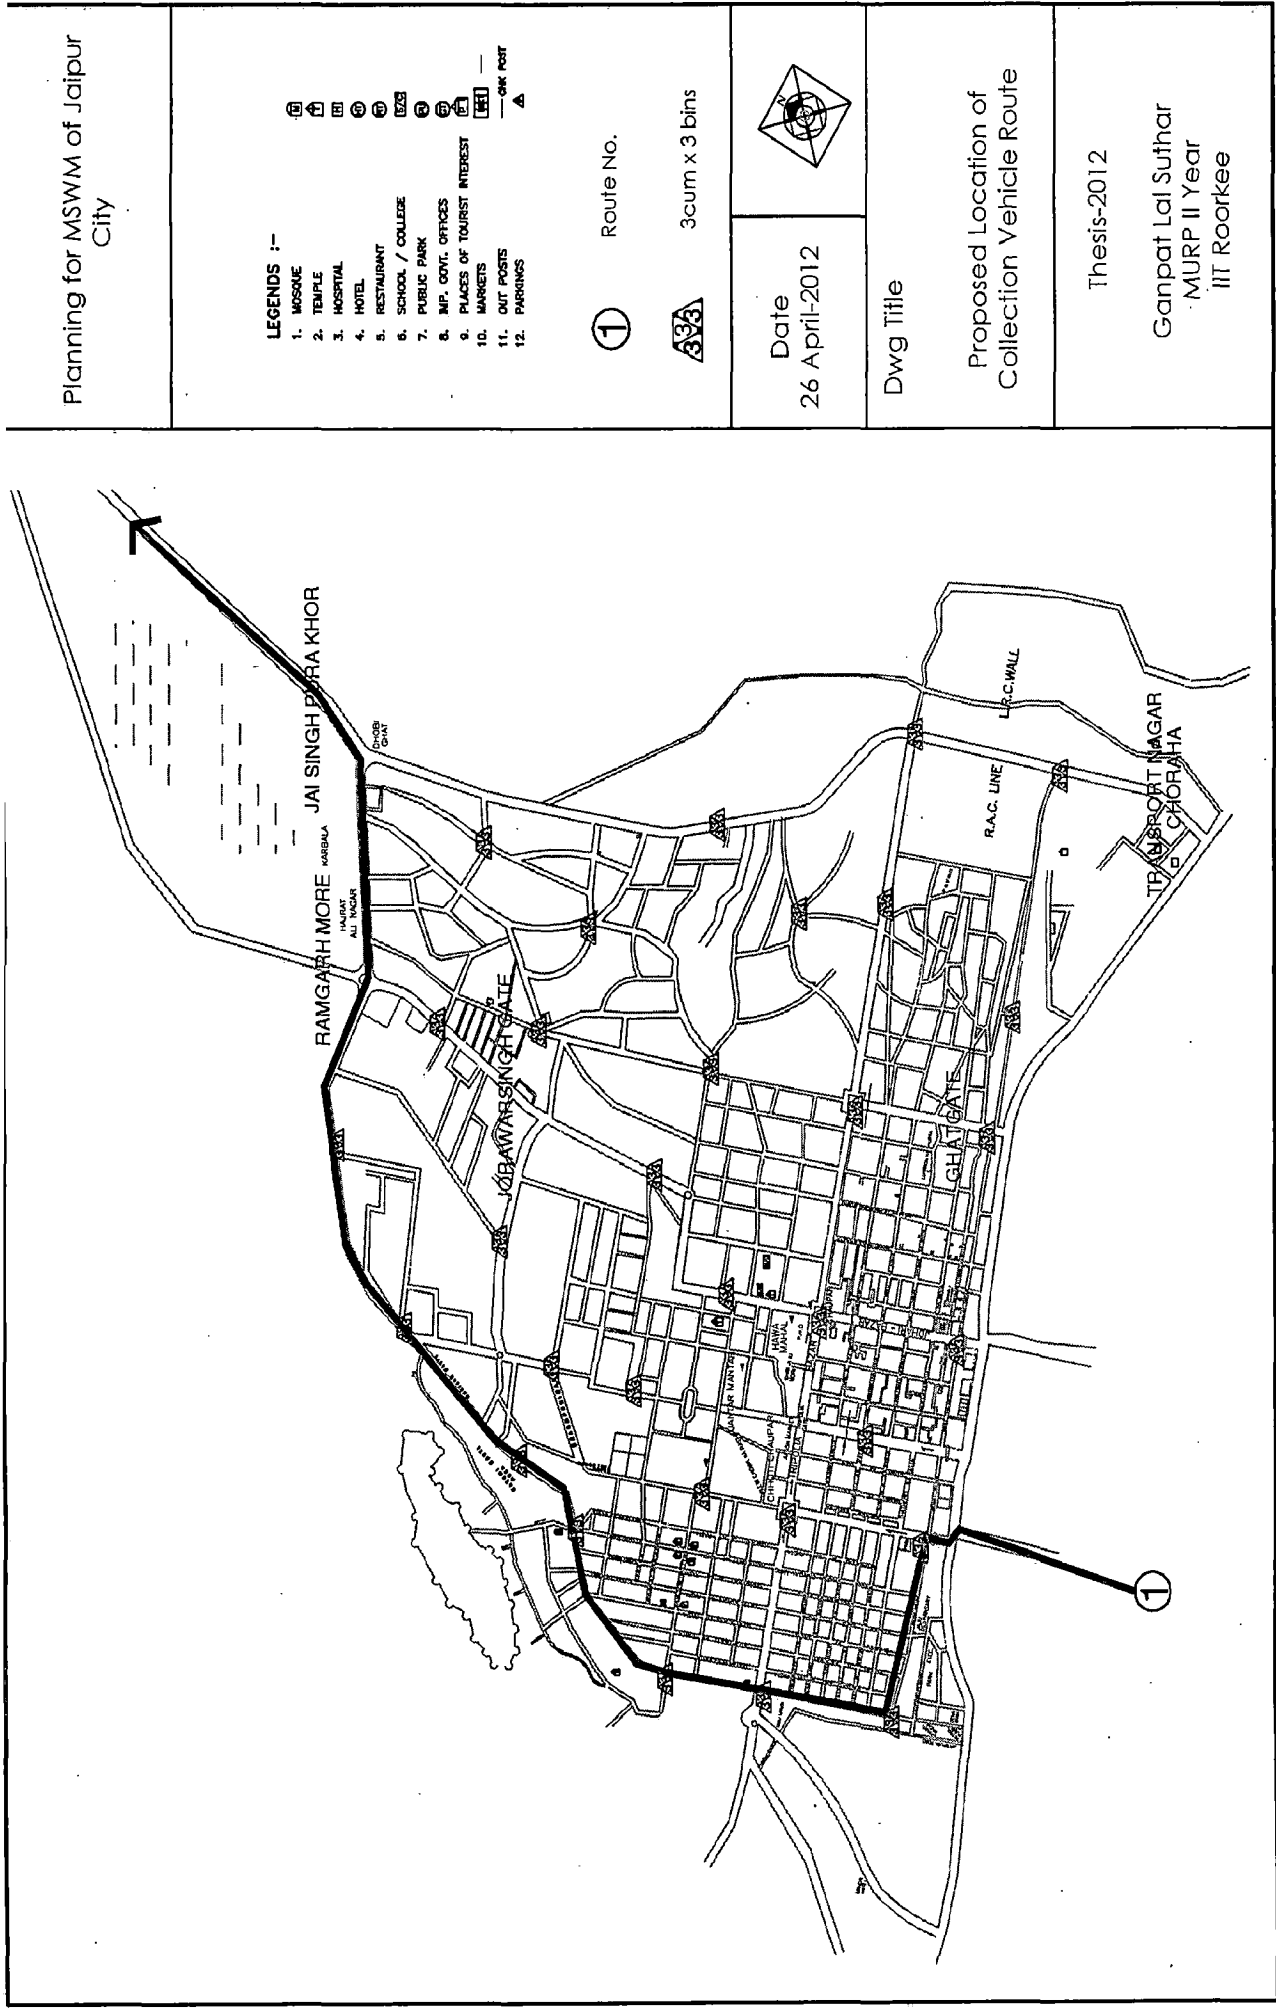 Planning for MSWM of Jaipur
City
LEGENDS :-
1. MOSQUE
2. TEMPLE
3. HOSPITAL
4. HOTEL
5. RESTAURANT
6. SCHOOL / COLLEGE
7. PUBLIC PARK
8. IMP. GOVT. OFFICES
9. PLACES OF TOURIST INTEREST
10. MARKETS
11. OUT POSTS
12. PARKINGS
1 Route No.
333 3cum x 3 bins
Date
26 April-2012
N
Dwg Title
Proposed Location of
Collection Vehicle Route
Thesis-2012
Ganpat Lal Suthar
MURP II Year
IIT Roorkee
JAI SINGH PURA KHOR
DHOBI
GHAT
RAMGARH MORE
KARBALA
HAJRAT
ALI NAGAR
JORAWARSINGH GATE
L.R.C.WALL
R.A.C. LINE
TRANSPORT NAGAR
CHORAHA
GHATGATE
HAWA
MAHAL
JANTAR MANTAR
TRIPOLIA
1